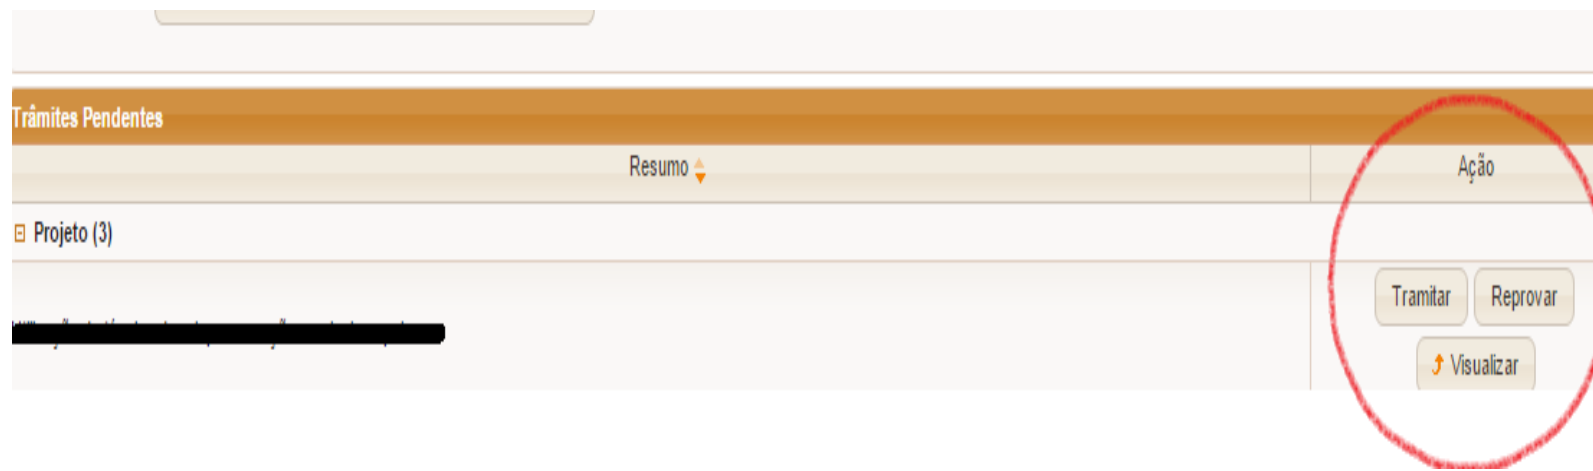 Trâmites Pendentes
Resumo Ação
Projeto (3)
Tramitar Reprovar
Visualizar